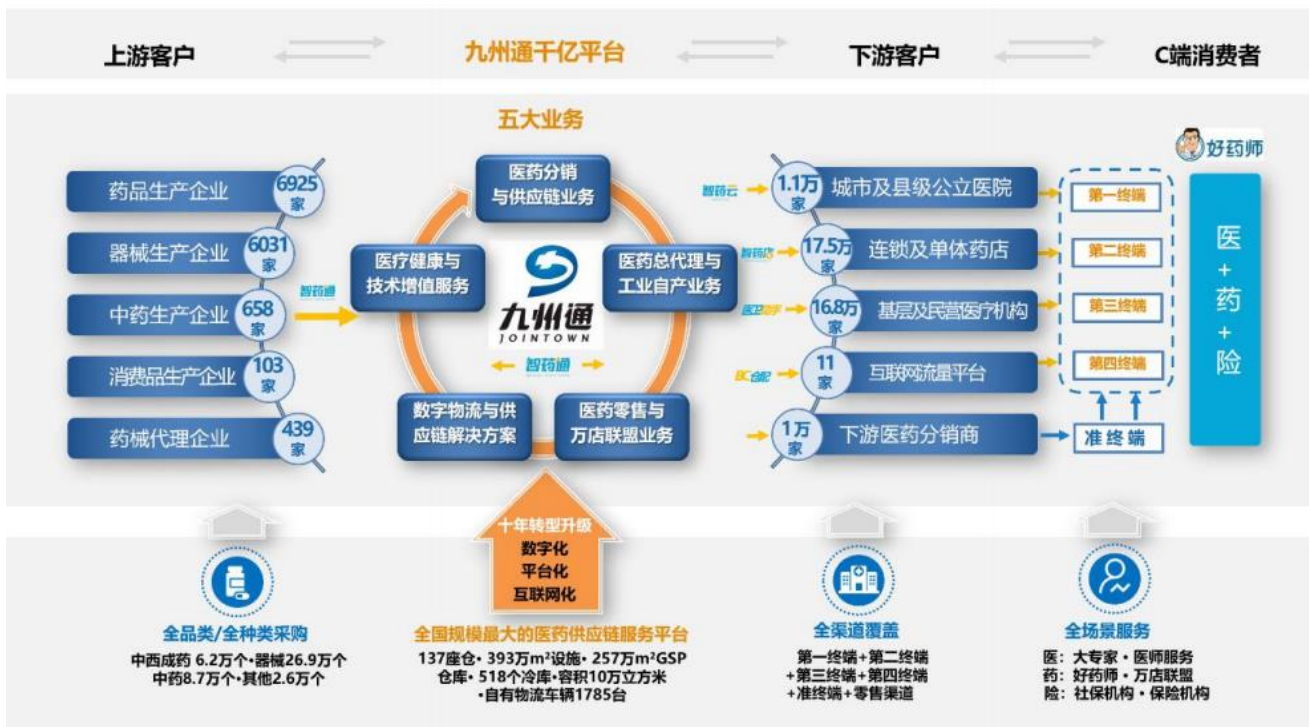 上游客户
九州通千亿平台
下游客户
C端消费者
五大业务
药品生产企业
6925
家
器械生产企业
6031
家
中药生产企业
658
家
消费品生产企业
103
家
药械代理企业
439
家
智药通
医药分销
与供应链业务
医疗健康与
技术增值服务
医药总代理与
工业自产业务
九州通
JOINTOWN
智药通
数字物流与供
应链解决方案
医药零售与
万店联盟业务
智药云
1.1万
家
城市及县级公立医院
智药店
17.5万
家
连锁及单体药店
医卫助手
16.8万
家
基层及民营医疗机构
BC仓配
11
家
互联网流量平台
1万
家
下游医药分销商
好药师
第一终端
第二终端
第三终端
第四终端
准终端
医
+
药
+
险
十年转型升级
数字化
平台化
互联网化
全品类/全种类采购
中西成药 6.2万个•器械26.9万个
中药8.7万个•其他2.6万个
全国规模最大的医药供应链服务平台
137座仓• 393万m²设施• 257万m²GSP
仓库• 518个冷库•容积10万立方米
•自有物流车辆1785台
全渠道覆盖
第一终端+第二终端
+第三终端+第四终端
+准终端+零售渠道
全场景服务
医：大专家•医师服务
药：好药师•万店联盟
险：社保机构•保险机构